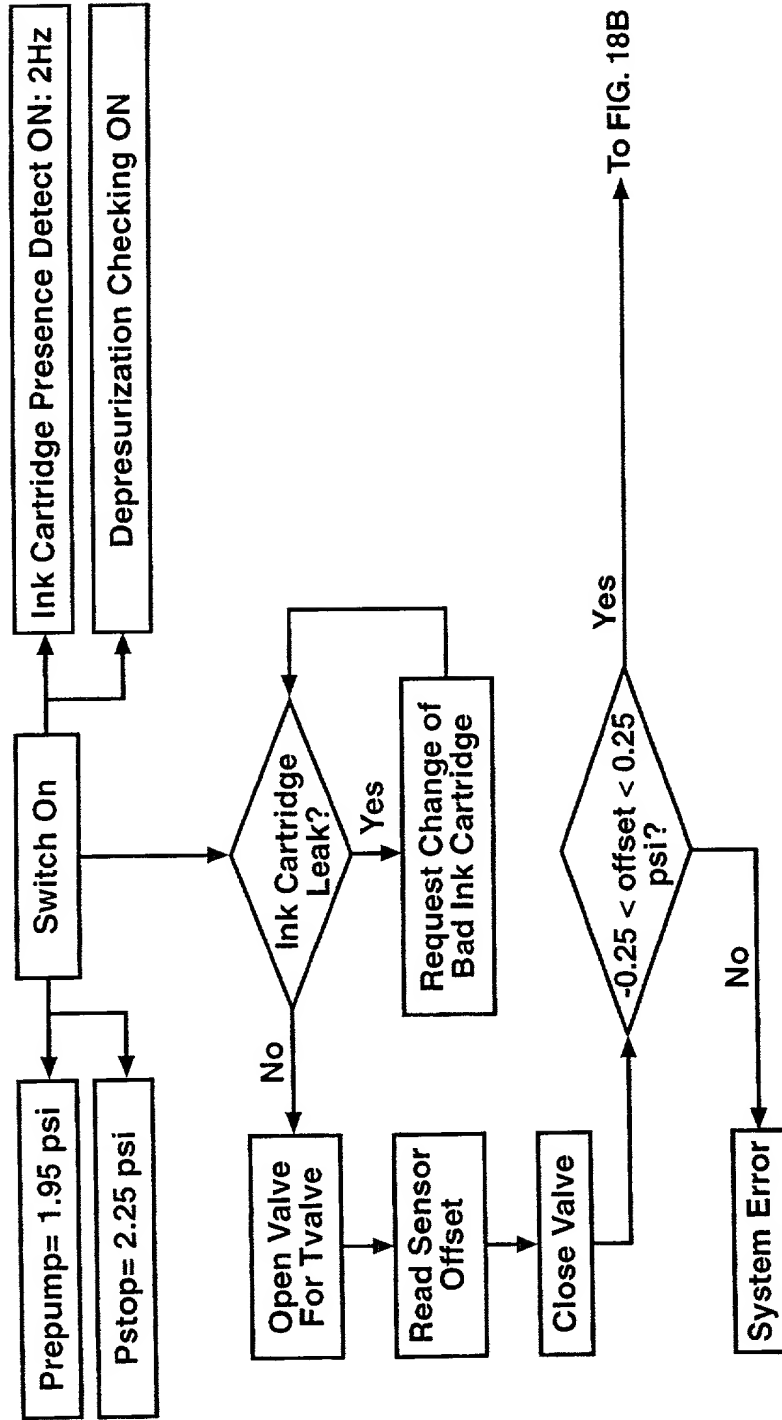 Prepump= 1.95 psi
Pstop= 2.25 psi
Switch On
Ink Cartridge Presence Detect ON: 2Hz
Depresurization Checking ON
Ink Cartridge
Leak?
No
Yes
Request Change of
Bad Ink Cartridge
Open Valve
For Tvalve
Read Sensor
Offset
Close Valve
-0.25 < offset < 0.25
psi?
Yes
To FIG. 18B
No
System Error